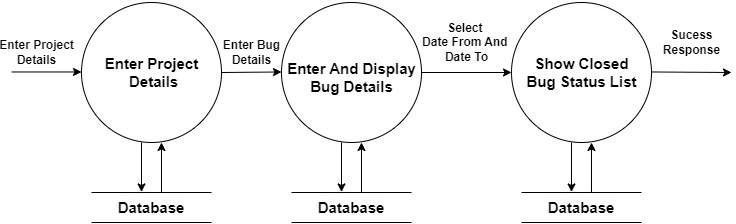 Enter Project
Details
Enter Project
Details
Enter Bug
Details
Enter And Display
Bug Details
Select
Date From And
Date To
Show Closed
Bug Status List
Sucess
Response
Database
Database
Database